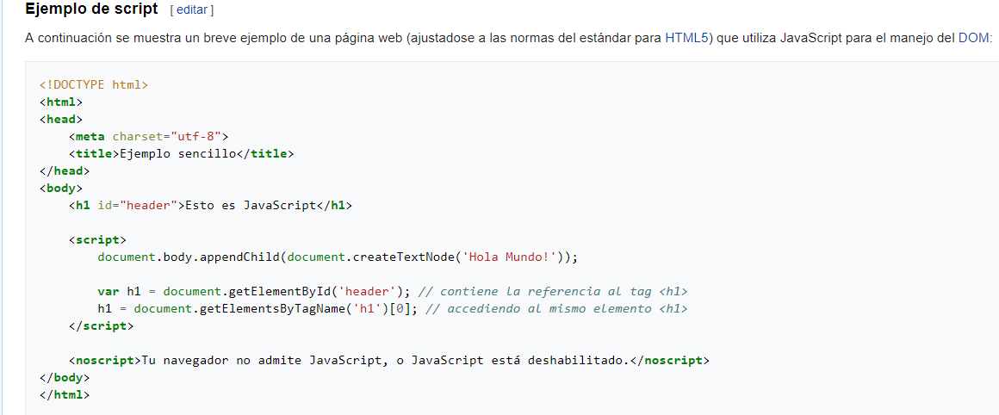 Ejemplo de script [ editar ]
A continuación se muestra un breve ejemplo de una página web (ajustadose a las normas del estándar para HTML5) que utiliza JavaScript para el manejo del DOM:
<!DOCTYPE html>
<html>
<head>
    <meta charset="utf-8">
    <title>Ejemplo sencillo</title>
</head>
<body>
    <h1 id="header">Esto es JavaScript</h1>

    <script>
        document.body.appendChild(document.createTextNode('Hola Mundo!'));

        var h1 = document.getElementById('header'); // contiene la referencia al tag <h1>
        h1 = document.getElementsByTagName('h1')[0]; // accediendo al mismo elemento <h1>
    </script>

    <noscript>Tu navegador no admite JavaScript, o JavaScript está deshabilitado.</noscript>
</body>
</html>